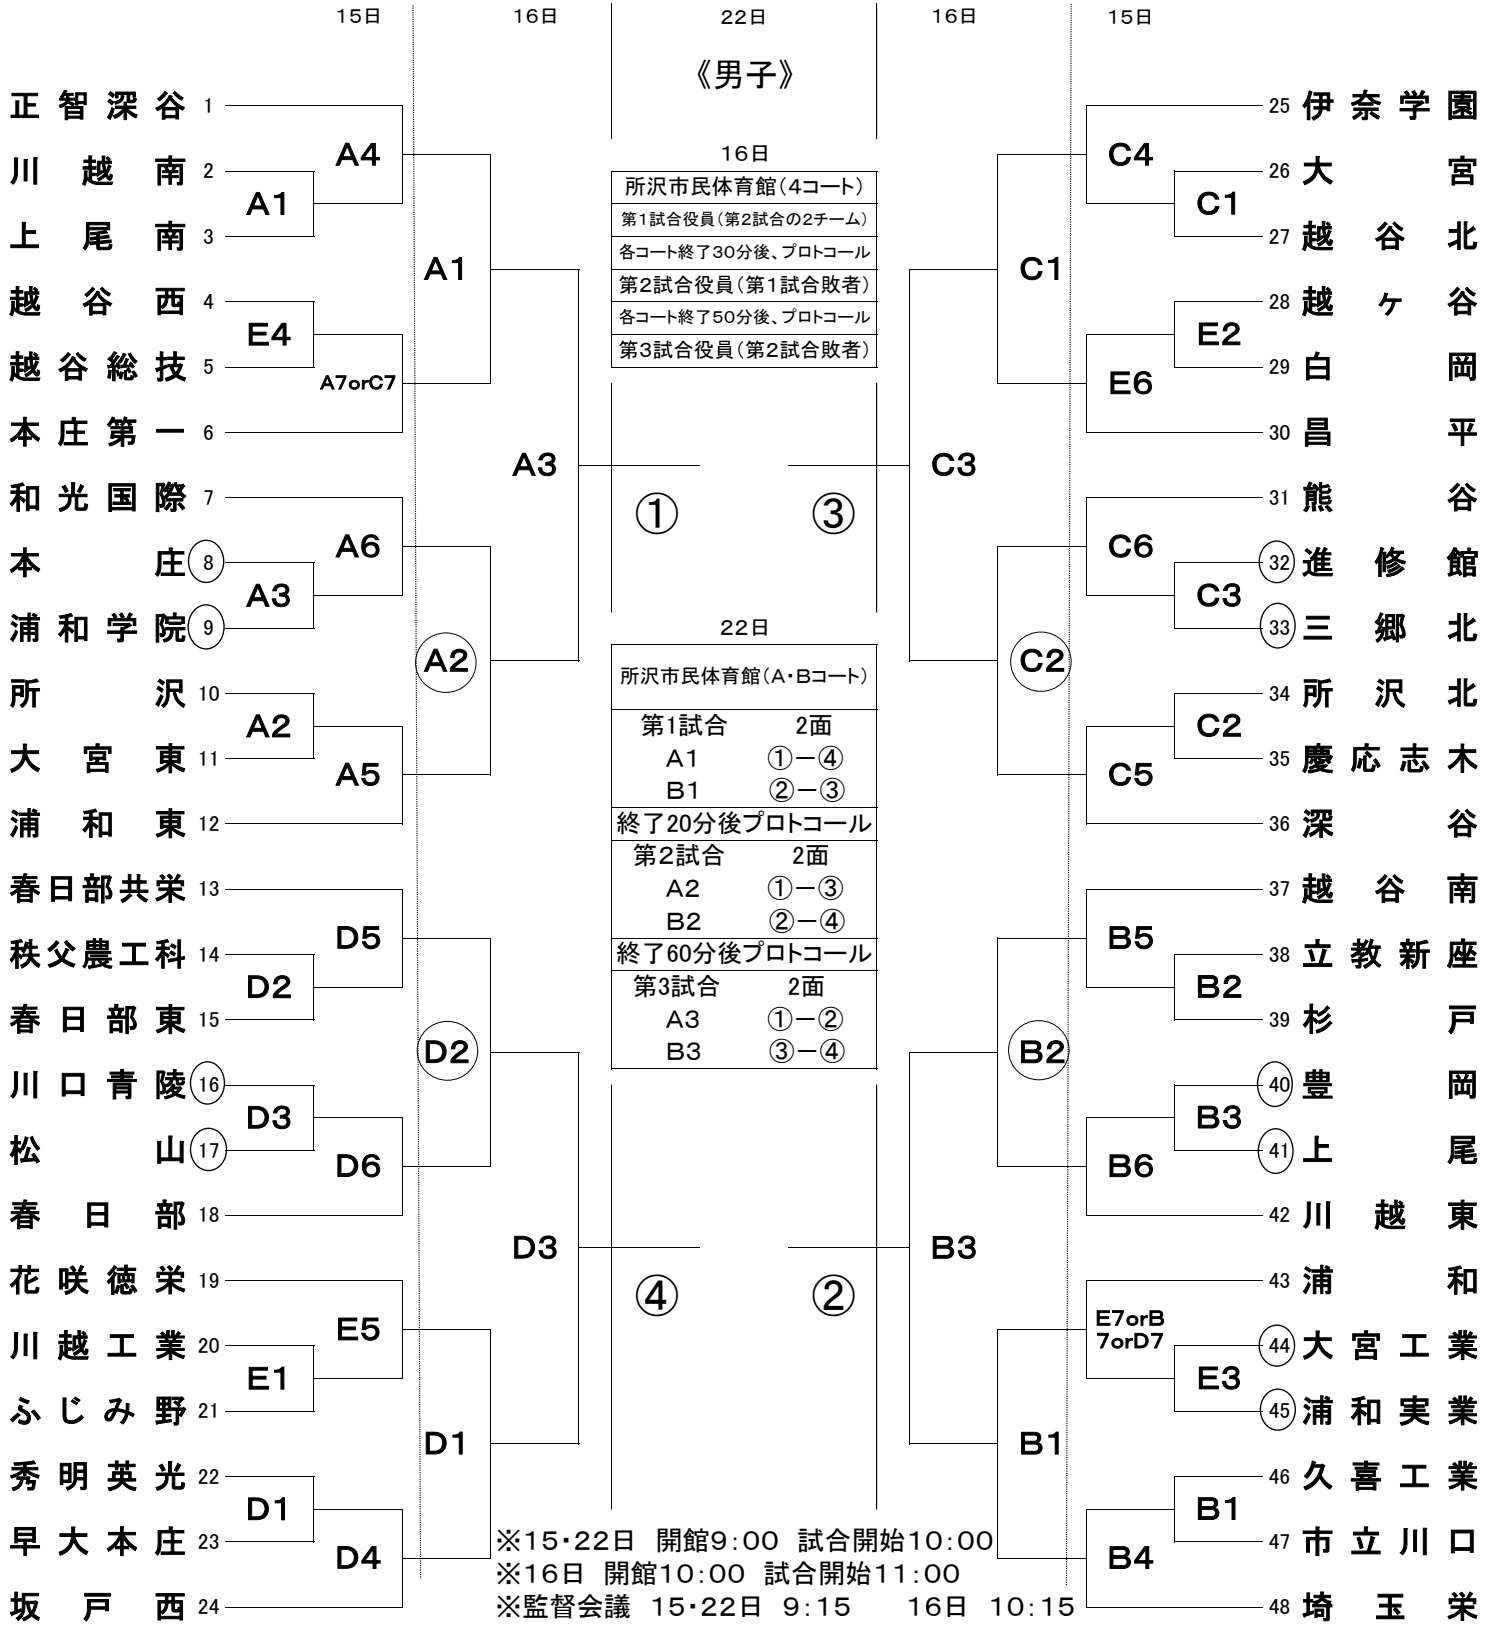 15日 16日 22日 16日 15日
《男子》
正智深谷 1
川越南 2
上尾南 3
越谷西 4
越谷総技 5
本庄第一 6
和光国際 7
本庄 8
浦和学院 9
所沢 10
大宮東 11
浦和東 12
春日部共栄 13
秩父農工科 14
春日部東 15
川口青陵 16
松山 17
春日部 18
花咲徳栄 19
川越工業 20
ふじみ野 21
秀明英光 22
早大本庄 23
坂戸西 24
A4
A1
E4
A7orC7
A6
A3
A2
A5
D5
D2
D3
D6
E5
E1
D1
D4
A1
A2
D2
D1
A3
D3
16日
所沢市民体育館(4コート)
第1試合役員(第2試合の2チーム)
各コート終了30分後、プロトコール
第2試合役員(第1試合敗者)
各コート終了50分後、プロトコール
第3試合役員(第2試合敗者)
① ③
22日
所沢市民体育館(A・Bコート)
第1試合 2面
A1 ①－④
B1 ②－③
終了20分後プロトコール
第2試合 2面
A2 ①－③
B2 ②－④
終了60分後プロトコール
第3試合 2面
A3 ①－②
B3 ③－④
④ ②
C3
B3
C1
C2
B2
B1
C4
C1
E2
E6
C6
C3
C2
C5
B5
B2
B3
B6
E7orB
7orD7
E3
B1
B4
25 伊奈学園
26 大宮
27 越谷北
28 越ヶ谷
29 白岡
30 昌平
31 熊谷
32 進修館
33 三郷北
34 所沢北
35 慶応志木
36 深谷
37 越谷南
38 立教新座
39 杉戸
40 豊岡
41 上尾
42 川越東
43 浦和
44 大宮工業
45 浦和実業
46 久喜工業
47 市立川口
48 埼玉栄
※15・22日 開館9:00 試合開始10:00
※16日 開館10:00 試合開始11:00
※監督会議 15・22日 9:15 16日 10:15